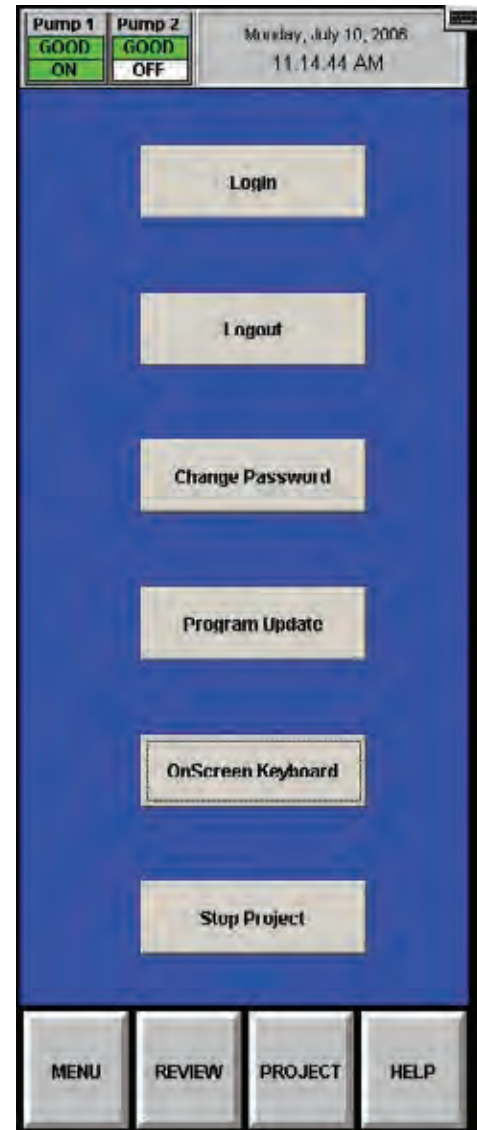 Pump 1 Pump 2 Monday, July 10, 2006
GOOD GOOD 11:14:44 AM
ON OFF
Login
Logout
Change Password
Program Update
OnScreen Keyboard
Stop Project
MENU REVIEW PROJECT HELP